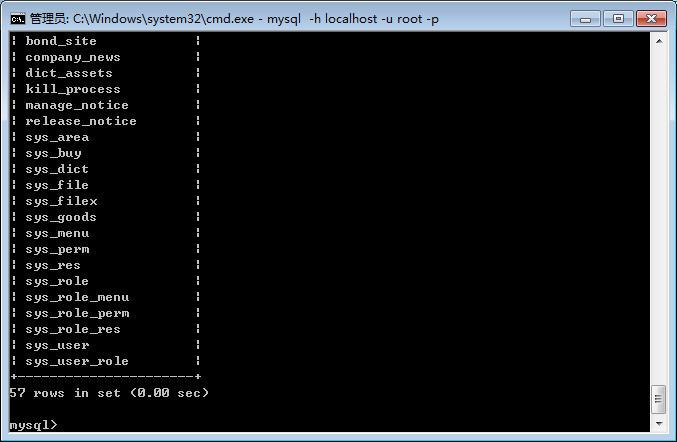 管理员: C:\Windows\system32\cmd.exe - mysql  -h localhost -u root -p
¦ bond_site            ¦
¦ company_news         ¦
¦ dict_assets          ¦
¦ kill_process         ¦
¦ manage_notice        ¦
¦ release_notice       ¦
¦ sys_area             ¦
¦ sys_buy              ¦
¦ sys_dict             ¦
¦ sys_file             ¦
¦ sys_filex            ¦
¦ sys_goods            ¦
¦ sys_menu             ¦
¦ sys_perm             ¦
¦ sys_res              ¦
¦ sys_role             ¦
¦ sys_role_menu        ¦
¦ sys_role_perm        ¦
¦ sys_role_res         ¦
¦ sys_user             ¦
¦ sys_user_role        ¦
+----------------------+
57 rows in set (0.00 sec)
mysql>